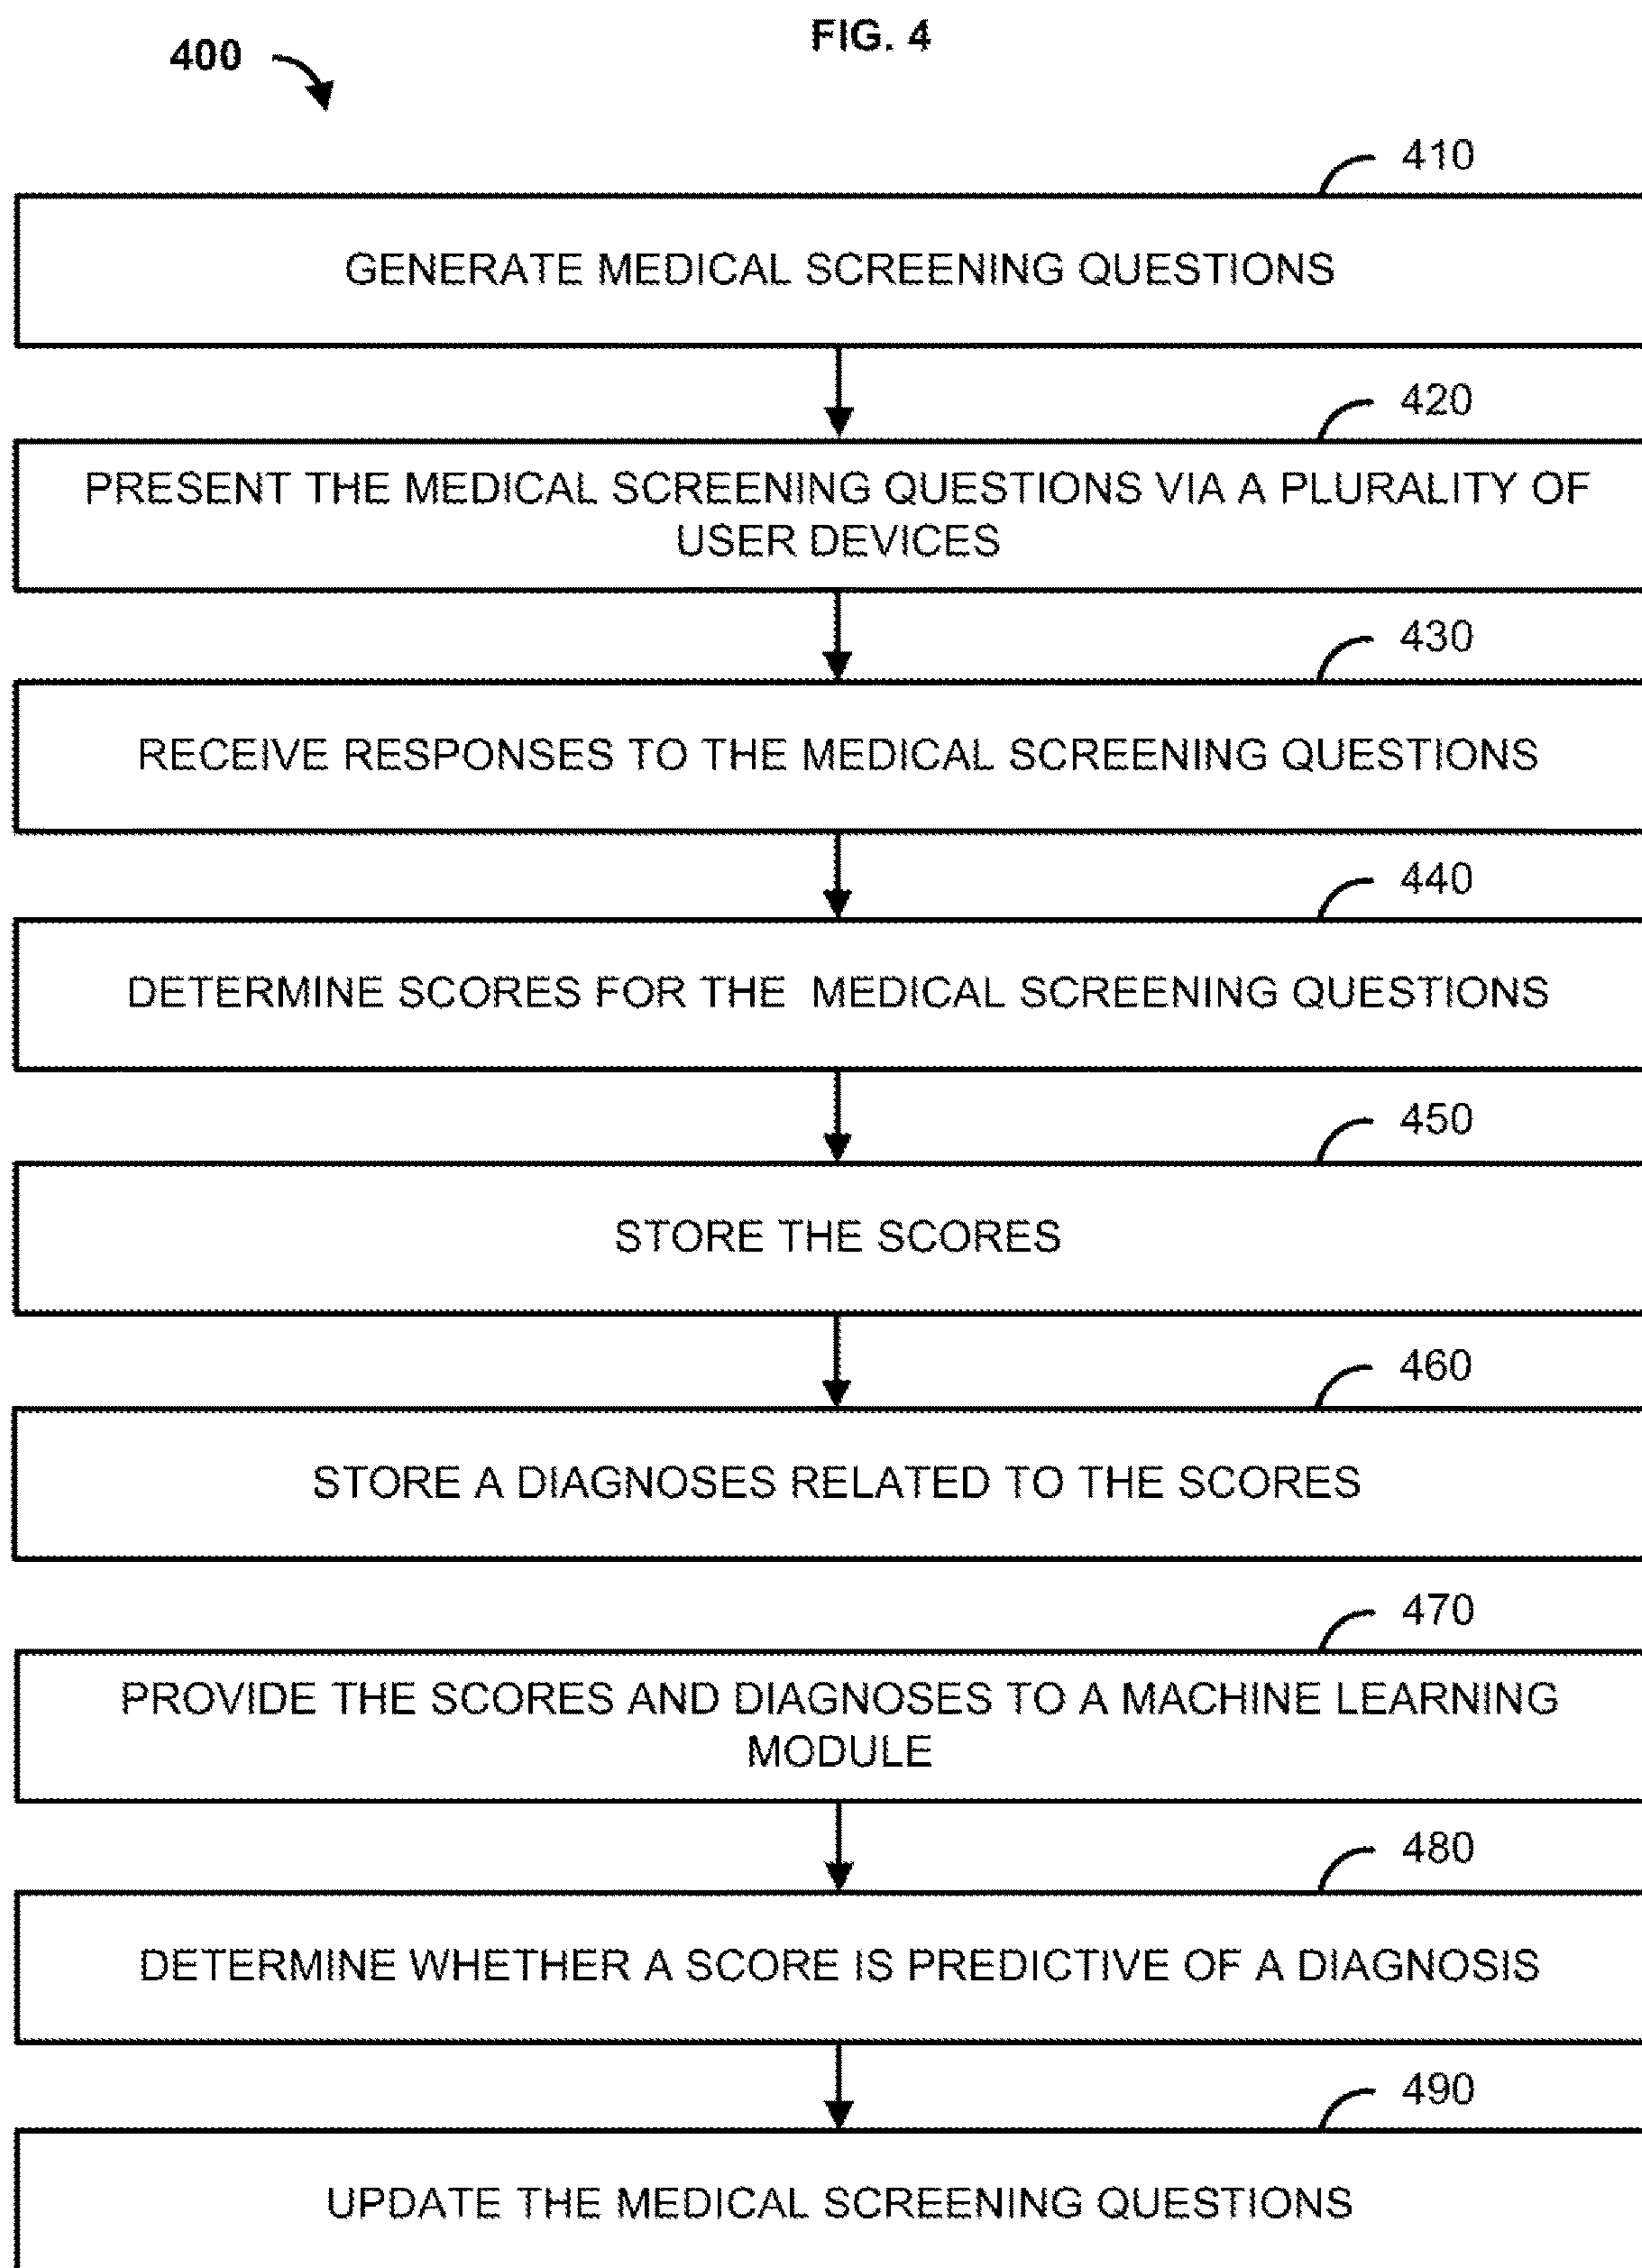 FIG. 4
400
410
GENERATE MEDICAL SCREENING QUESTIONS
420
PRESENT THE MEDICAL SCREENING QUESTIONS VIA A PLURALITY OF
USER DEVICES
430
RECEIVE RESPONSES TO THE MEDICAL SCREENING QUESTIONS
440
DETERMINE SCORES FOR THE MEDICAL SCREENING QUESTIONS
450
STORE THE SCORES
460
STORE A DIAGNOSES RELATED TO THE SCORES
470
PROVIDE THE SCORES AND DIAGNOSES TO A MACHINE LEARNING
MODULE
480
DETERMINE WHETHER A SCORE IS PREDICTIVE OF A DIAGNOSIS
490
UPDATE THE MEDICAL SCREENING QUESTIONS